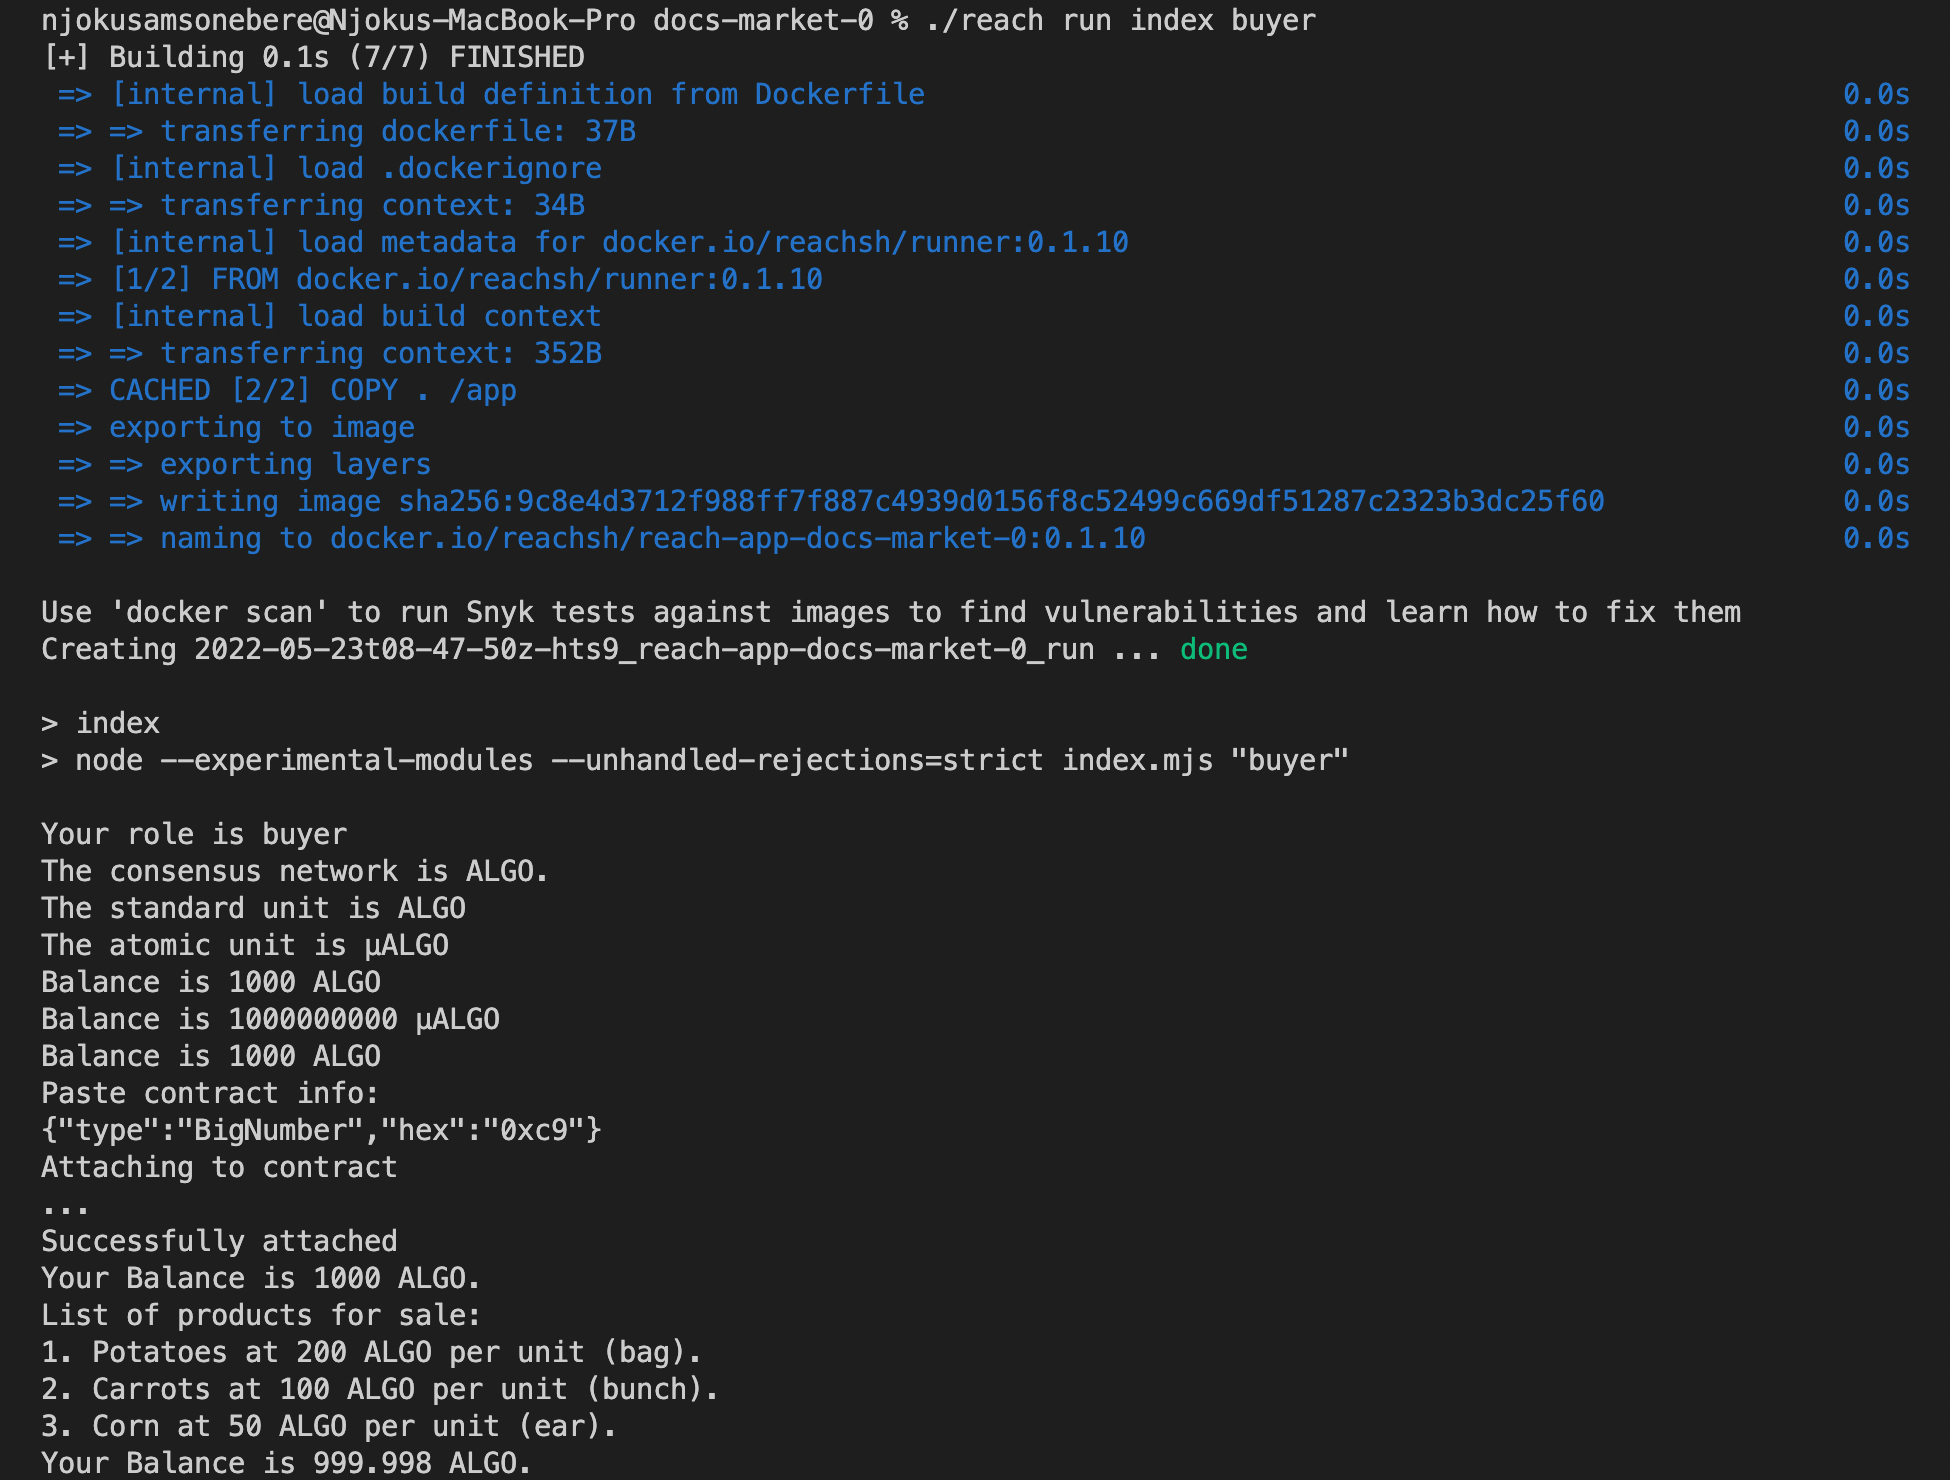 njokusamsonebere@Njokus-MacBook-Pro docs-market-0 % ./reach run index buyer
[+] Building 0.1s (7/7) FINISHED
=> [internal] load build definition from Dockerfile 0.0s
=> => transferring dockerfile: 37B 0.0s
=> [internal] load .dockerignore 0.0s
=> => transferring context: 34B 0.0s
=> [internal] load metadata for docker.io/reachsh/runner:0.1.10 0.0s
=> [1/2] FROM docker.io/reachsh/runner:0.1.10 0.0s
=> [internal] load build context 0.0s
=> => transferring context: 352B 0.0s
=> CACHED [2/2] COPY . /app 0.0s
=> exporting to image 0.0s
=> => exporting layers 0.0s
=> => writing image sha256:9c8e4d3712f988ff7f887c4939d0156f8c52499c669df51287c2323b3dc25f60 0.0s
=> => naming to docker.io/reachsh/reach-app-docs-market-0:0.1.10 0.0s
Use 'docker scan' to run Snyk tests against images to find vulnerabilities and learn how to fix them
Creating 2022-05-23t08-47-50z-hts9_reach-app-docs-market-0_run ... done
> index
> node --experimental-modules --unhandled-rejections=strict index.mjs "buyer"
Your role is buyer
The consensus network is ALGO.
The standard unit is ALGO
The atomic unit is μALGO
Balance is 1000 ALGO
Balance is 1000000000 μALGO
Balance is 1000 ALGO
Paste contract info:
{"type":"BigNumber","hex":"0xc9"}
Attaching to contract
...
Successfully attached
Your Balance is 1000 ALGO.
List of products for sale:
1. Potatoes at 200 ALGO per unit (bag).
2. Carrots at 100 ALGO per unit (bunch).
3. Corn at 50 ALGO per unit (ear).
Your Balance is 999.998 ALGO.